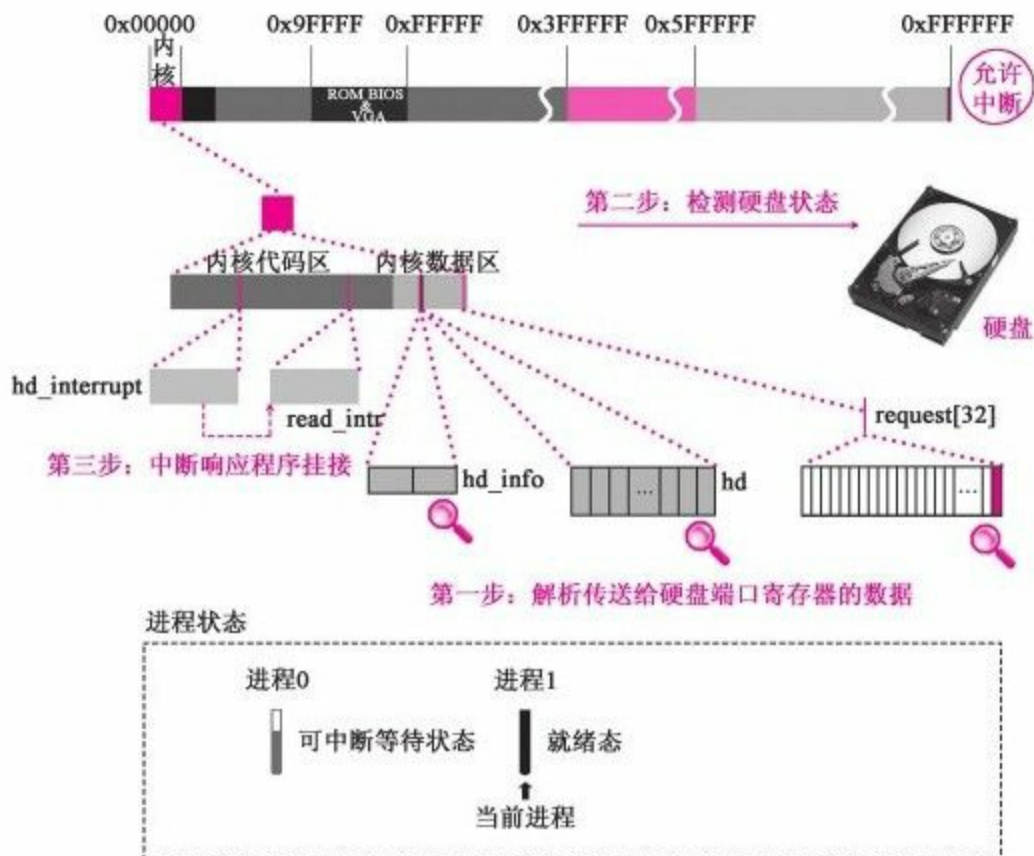 0x00000 0x9FFFF 0xFFFFF 0x3FFFFF 0x5FFFFF 0xFFFFFF
内核
ROM BIOS
&
VGA
允许
中断
第二步：检测硬盘状态
内核代码区 内核数据区
硬盘
hd_interrupt
read_intr
request[32]
第三步：中断响应程序挂接
hd_info
...
hd
...
第一步：解析传送给硬盘端口寄存器的数据
进程状态
进程0 进程1
可中断等待状态 就绪态
当前进程